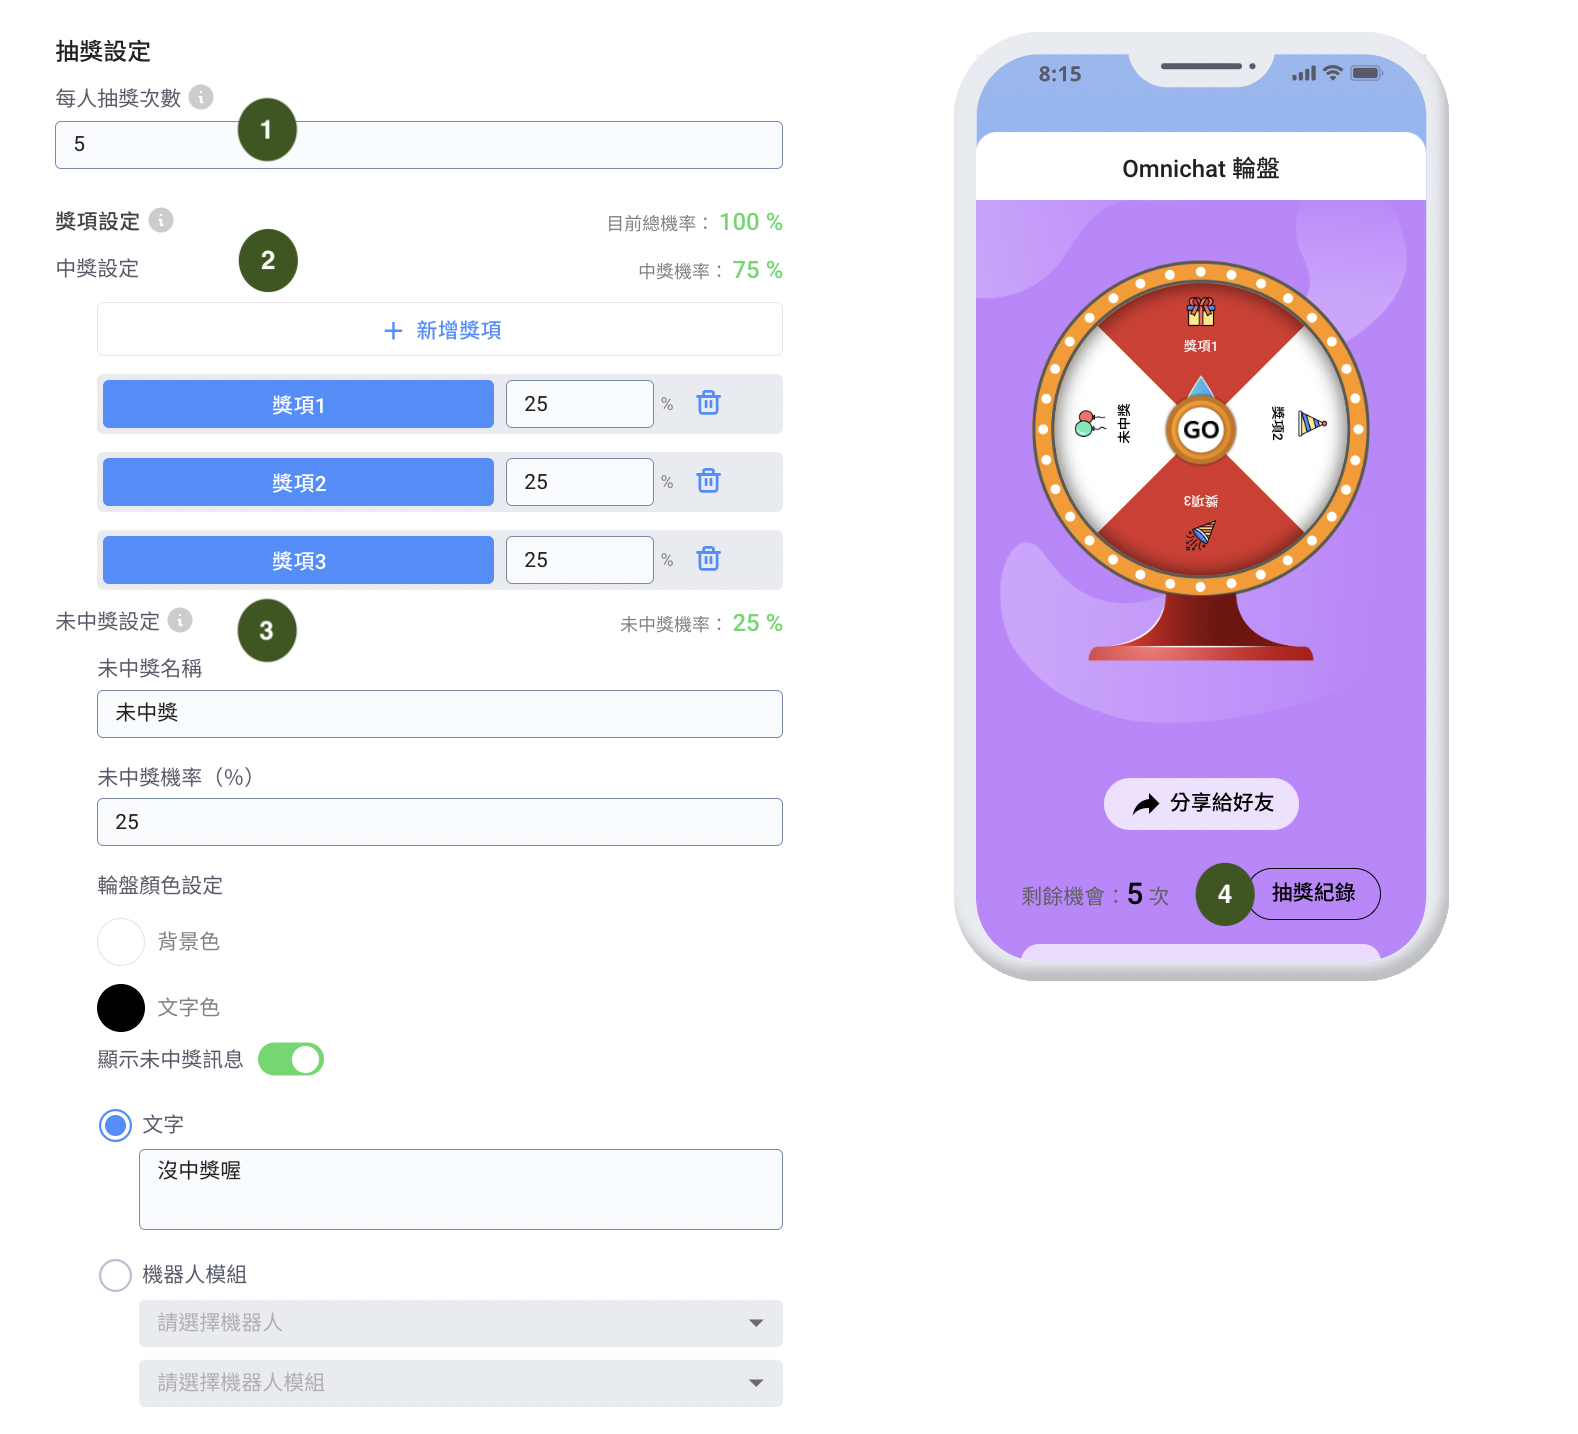 抽獎設定
每人抽獎次數
1
5
獎項設定
目前總機率： 100 %
2
中獎設定
中獎機率： 75 %
+ 新增獎項
獎項1
25
%
獎項2
25
%
獎項3
25
%
未中獎設定
3
未中獎機率： 25 %
未中獎名稱
未中獎
未中獎機率（%）
25
輪盤顏色設定
背景色
文字色
顯示未中獎訊息
文字
沒中獎喔
機器人模組
請選擇機器人
請選擇機器人模組
8:15
Omnichat 輪盤
獎項1
未中獎
GO
獎項2
獎項3
分享給好友
剩餘機會：5 次
4
抽獎紀錄